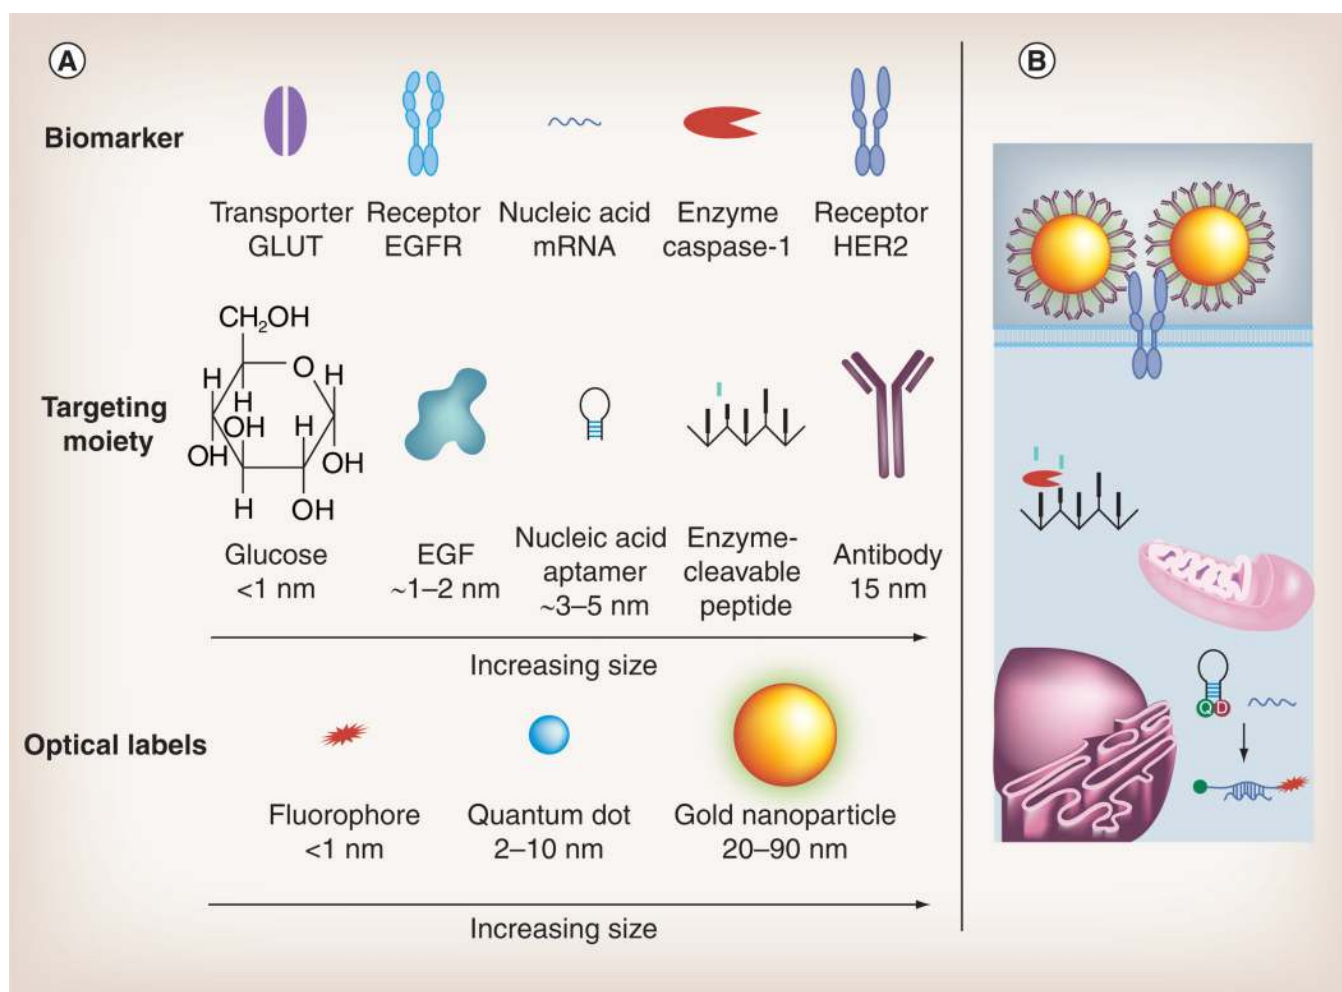 A
B
Biomarker
Transporter
GLUT
Receptor
EGFR
Nucleic acid
mRNA
Enzyme
caspase-1
Receptor
HER2
Targeting
moiety
CH2OH
O
H
H
H
OH
H
OH
OH
H
OH
Glucose
<1 nm
EGF
~1–2 nm
Nucleic acid
aptamer
~3–5 nm
Enzyme-
cleavable
peptide
Antibody
15 nm
Increasing size
Optical labels
Fluorophore
<1 nm
Quantum dot
2–10 nm
Gold nanoparticle
20–90 nm
Increasing size
Q D